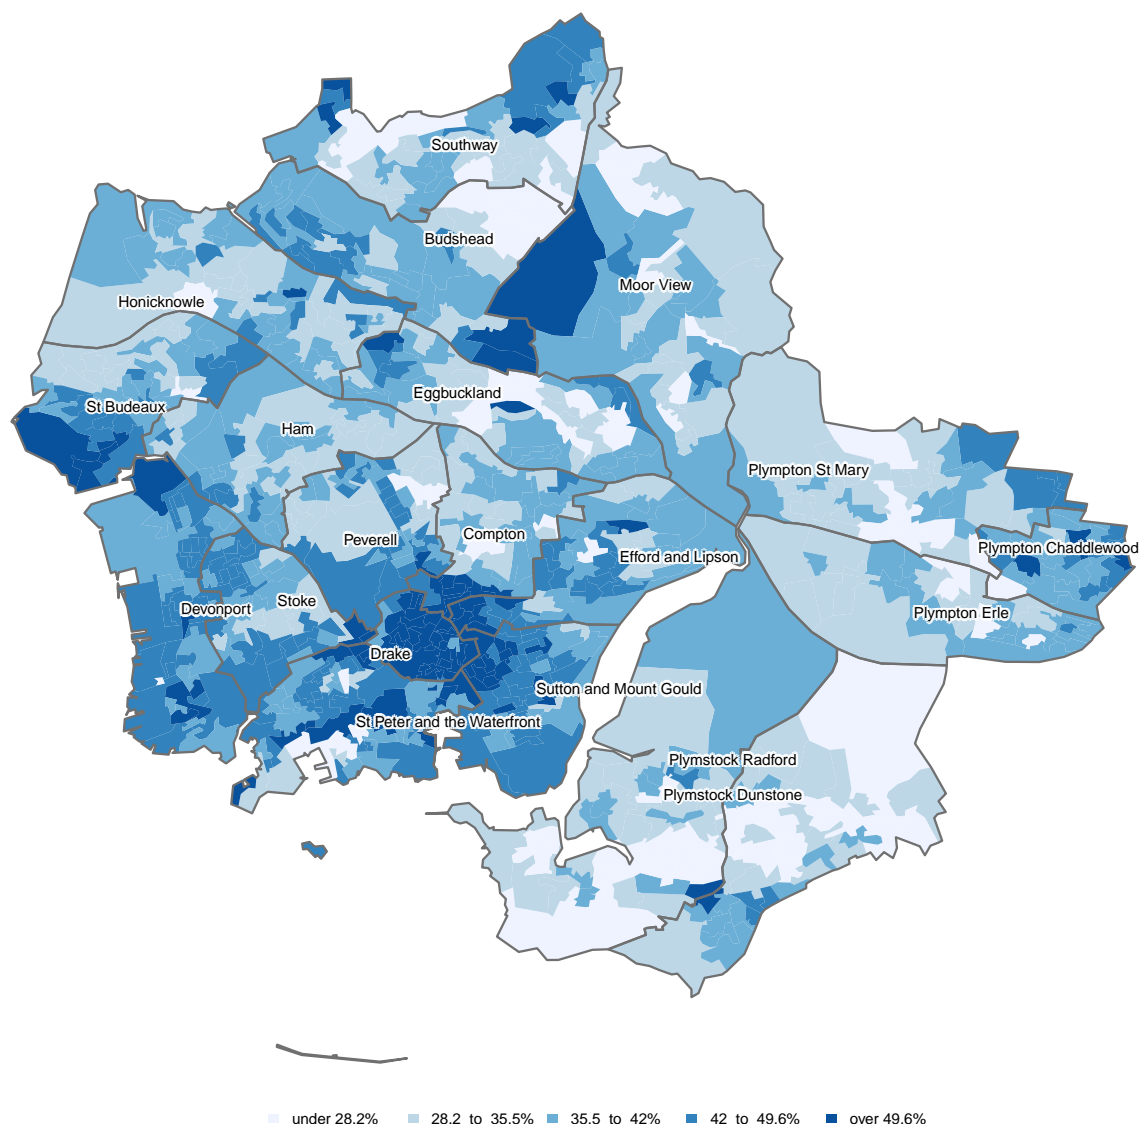 Southway
Budshead
Moor View
Honicknowle
Eggbuckland
St Budeaux
Ham
Plympton St Mary
Peverell
Compton
Efford and Lipson
Plympton Chaddlewood
Devonport
Stoke
Plympton Erle
Drake
Sutton and Mount Gould
St Peter and the Waterfront
Plymstock Radford
Plymstock Dunstone
under 28.2% 28.2 to 35.5% 35.5 to 42% 42 to 49.6% over 49.6%